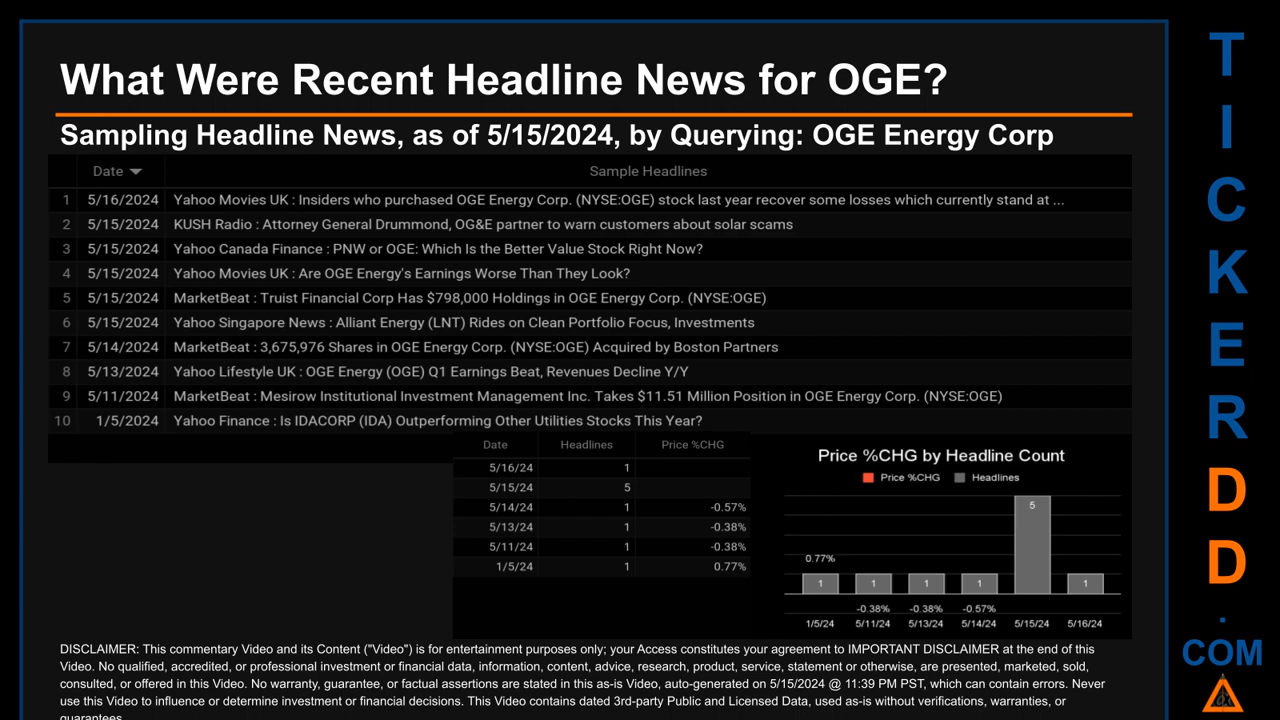 What Were Recent Headline News for OGE?
Sampling Headline News, as of 5/15/2024, by Querying: OGE Energy Corp
Date Sample Headlines
1 5/16/2024 Yahoo Movies UK : Insiders who purchased OGE Energy Corp. (NYSE:OGE) stock last year recover some losses which currently stand at ...
2 5/15/2024 KUSH Radio : Attorney General Drummond, OG&E partner to warn customers about solar scams
3 5/15/2024 Yahoo Canada Finance : PNW or OGE: Which Is the Better Value Stock Right Now?
4 5/15/2024 Yahoo Movies UK : Are OGE Energy's Earnings Worse Than They Look?
5 5/15/2024 MarketBeat : Truist Financial Corp Has $798,000 Holdings in OGE Energy Corp. (NYSE:OGE)
6 5/15/2024 Yahoo Singapore News : Alliant Energy (LNT) Rides on Clean Portfolio Focus, Investments
7 5/14/2024 MarketBeat : 3,675,976 Shares in OGE Energy Corp. (NYSE:OGE) Acquired by Boston Partners
8 5/13/2024 Yahoo Lifestyle UK : OGE Energy (OGE) Q1 Earnings Beat, Revenues Decline Y/Y
9 5/11/2024 MarketBeat : Mesirow Institutional Investment Management Inc. Takes $11.51 Million Position in OGE Energy Corp. (NYSE:OGE)
10 1/5/2024 Yahoo Finance : Is IDACORP (IDA) Outperforming Other Utilities Stocks This Year?
Date Headlines Price %CHG
5/16/24 1
5/15/24 5
5/14/24 1 -0.57%
5/13/24 1 -0.38%
5/11/24 1 -0.38%
1/5/24 1 0.77%
Price %CHG by Headline Count
Price %CHG Headlines
5
0.77%
1 1 1 1 1
-0.38% -0.38% -0.57%
1/5/24 5/11/24 5/13/24 5/14/24 5/15/24 5/16/24
DISCLAIMER: This commentary Video and its Content ("Video") is for entertainment purposes only; your Access constitutes your agreement to IMPORTANT DISCLAIMER at the end of this
Video. No qualified, accredited, or professional investment or financial data, information, content, advice, research, product, service, statement or otherwise, are presented, marketed, sold,
consulted, or offered in this Video. No warranty, guarantee, or factual assertions are stated in this as-is Video, auto-generated on 5/15/2024 @ 11:39 PM PST, which can contain errors. Never
use this Video to influence or determine investment or financial decisions. This Video contains dated 3rd-party Public and Licensed Data, used as-is without verifications, warranties, or
guarantees.
T
I
C
K
E
R
D
D
.
COM